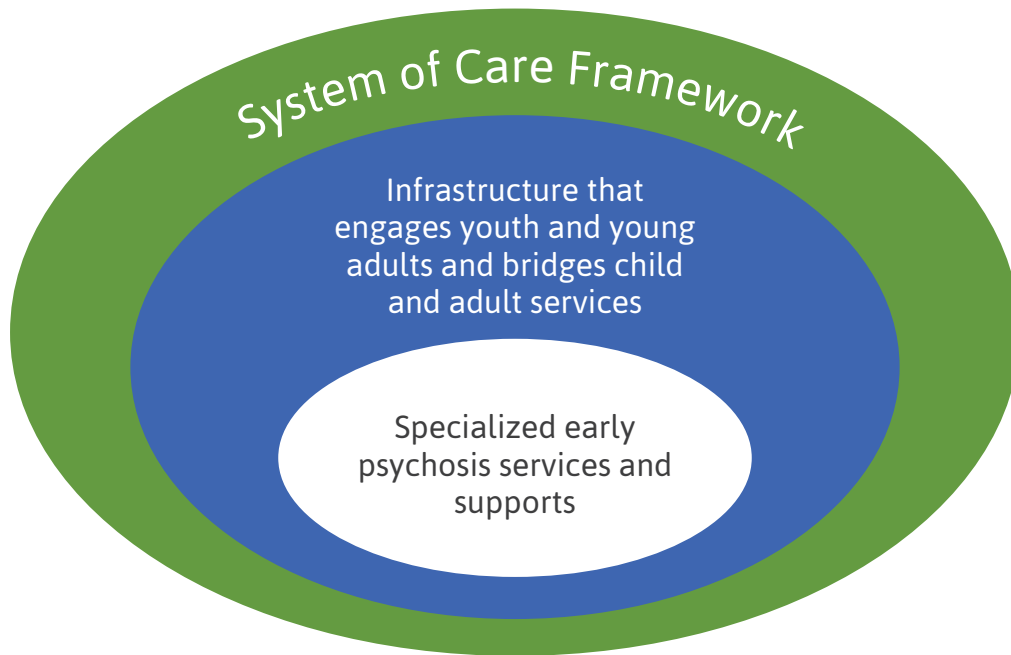 System of Care Framework
Infrastructure that
engages youth and young
adults and bridges child
and adult services
Specialized early
psychosis services and
supports